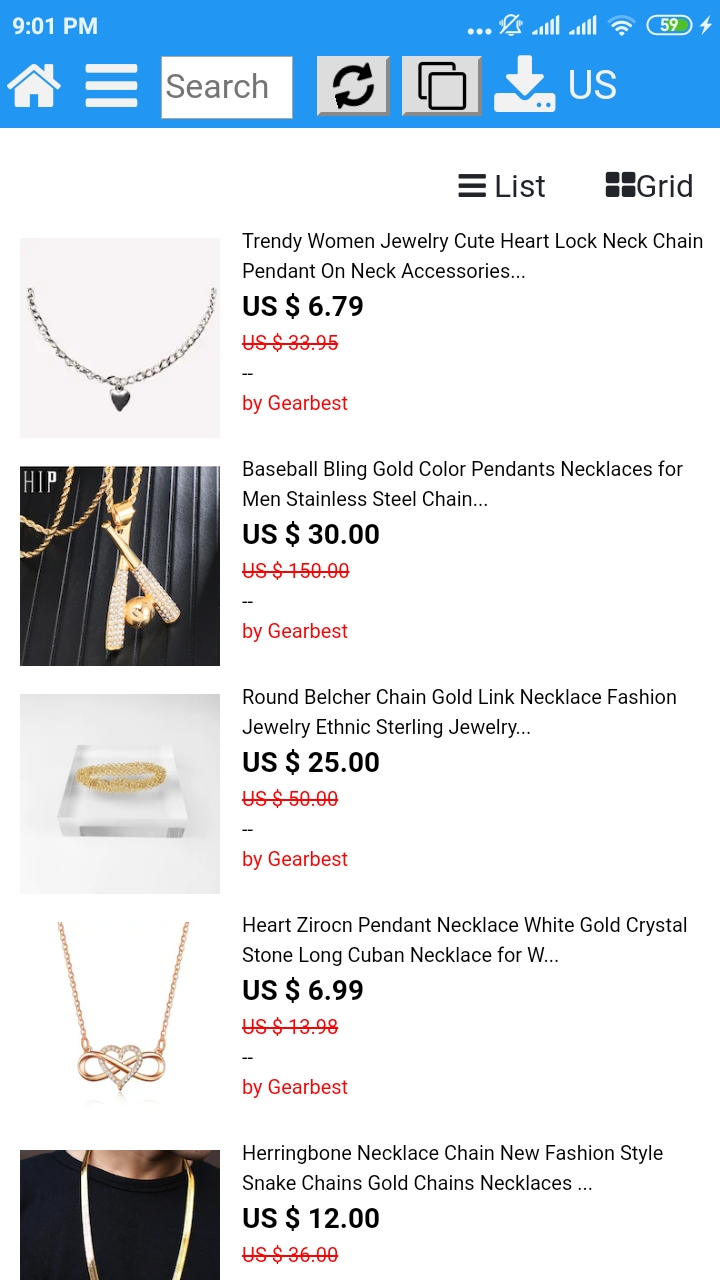 9:01 PM
59
Search
US
List
Grid
Trendy Women Jewelry Cute Heart Lock Neck Chain
Pendant On Neck Accessories...
US $ 6.79
US $ 33.95
--
by Gearbest
HIP
Baseball Bling Gold Color Pendants Necklaces for
Men Stainless Steel Chain...
US $ 30.00
US $ 150.00
--
by Gearbest
Round Belcher Chain Gold Link Necklace Fashion
Jewelry Ethnic Sterling Jewelry...
US $ 25.00
US $ 50.00
--
by Gearbest
Heart Zirocn Pendant Necklace White Gold Crystal
Stone Long Cuban Necklace for W...
US $ 6.99
US $ 13.98
--
by Gearbest
Herringbone Necklace Chain New Fashion Style
Snake Chains Gold Chains Necklaces ...
US $ 12.00
US $ 36.00